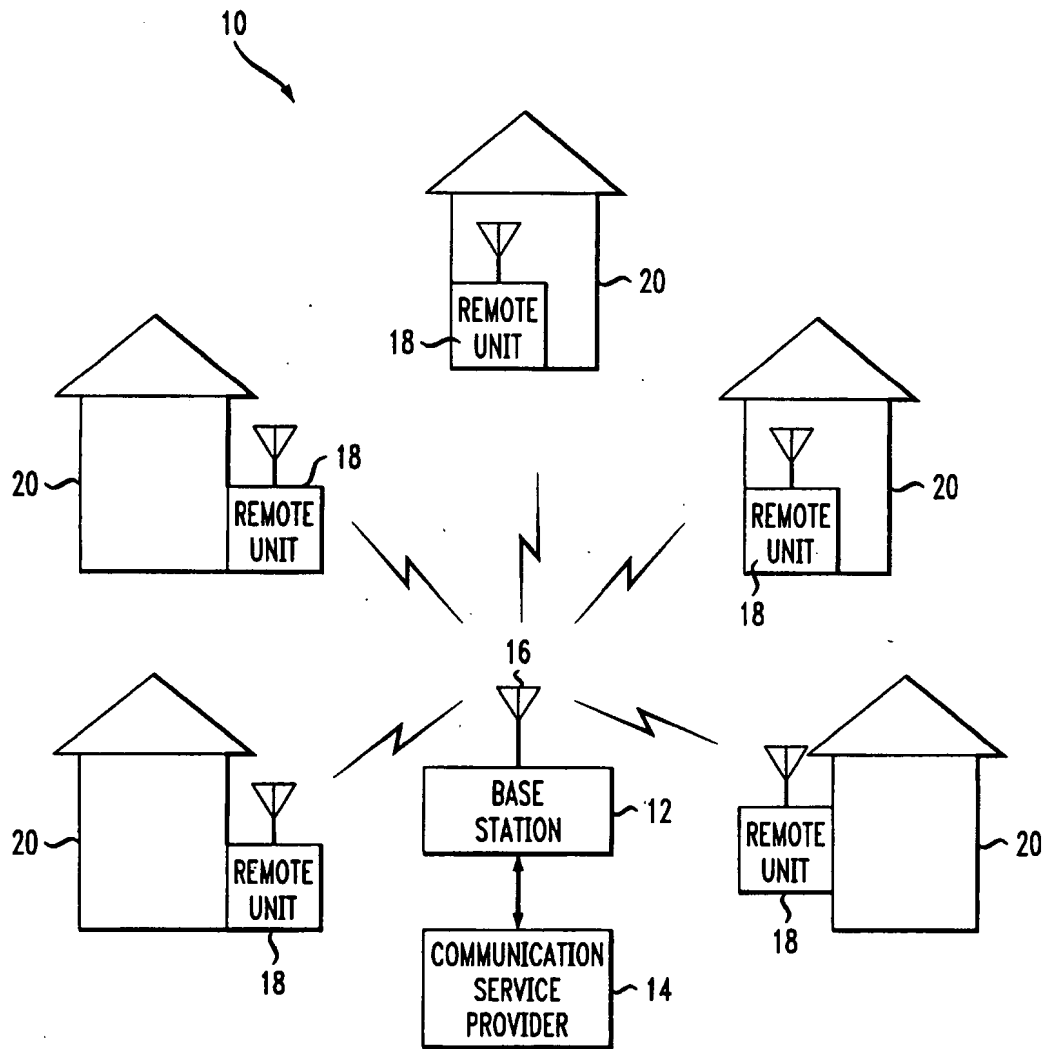 10
20
REMOTE
UNIT
18
20
18
REMOTE
UNIT
20
REMOTE
UNIT
18
16
20
REMOTE
UNIT
18
BASE
STATION
12
REMOTE
UNIT
18
20
COMMUNICATION
SERVICE
PROVIDER
14